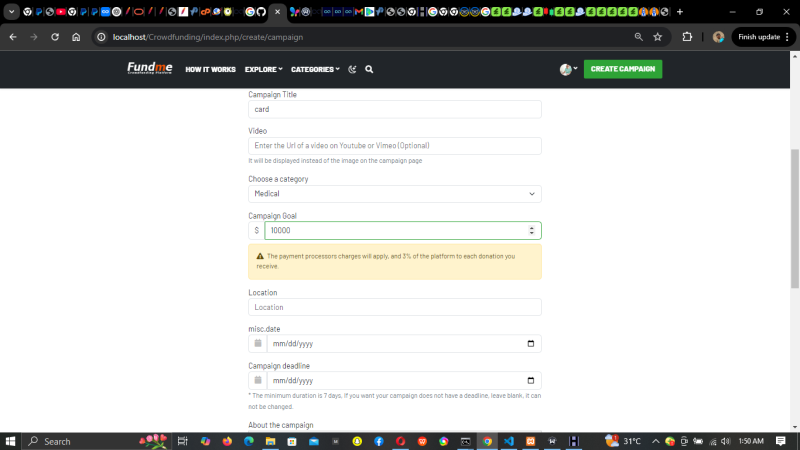 localhost/Crowdfunding/index.php/create/campaign
Finish update
Fundme
Crowdfunding Platform
HOW IT WORKS
EXPLORE
CATEGORIES
CREATE CAMPAIGN
Campaign Title
card
Video
Enter the Url of a video on Youtube or Vimeo (Optional)
It will be displayed instead of the image on the campaign page
Choose a category
Medical
Campaign Goal
$
10000
The payment processors charges will apply, and 3% of the platform to each donation you
receive.
Location
Location
misc.date
mm/dd/yyyy
Campaign deadline
mm/dd/yyyy
* The minimum duration is 7 days. If you want your campaign does not have a deadline, leave blank, it can
not be changed.
About the campaign
Search
31°C
1:50 AM